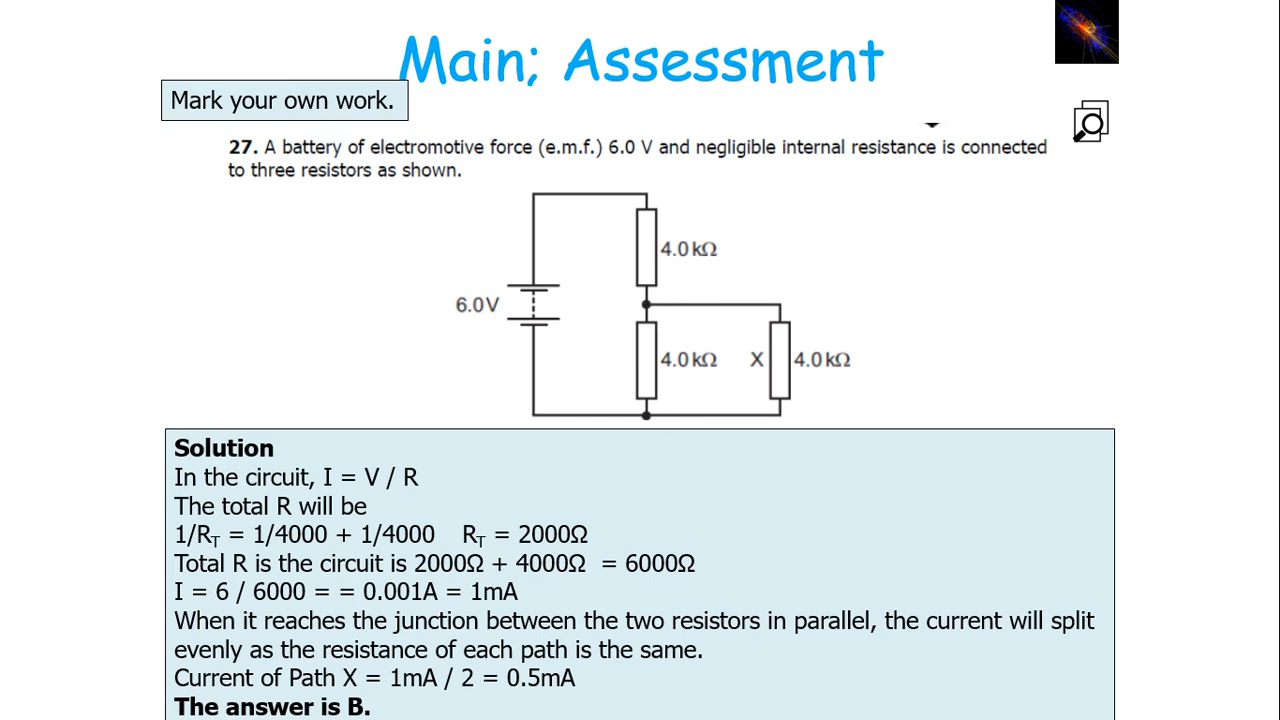 Main; Assessment
Mark your own work.
27. A battery of electromotive force (e.m.f.) 6.0 V and negligible internal resistance is connected
to three resistors as shown.
4.0 kΩ
6.0 V
4.0 kΩ X 4.0 kΩ
Solution
In the circuit, I = V / R
The total R will be
1/R_T = 1/4000 + 1/4000 R_T = 2000Ω
Total R is the circuit is 2000Ω + 4000Ω = 6000Ω
I = 6 / 6000 = = 0.001A = 1mA
When it reaches the junction between the two resistors in parallel, the current will split
evenly as the resistance of each path is the same.
Current of Path X = 1mA / 2 = 0.5mA
The answer is B.